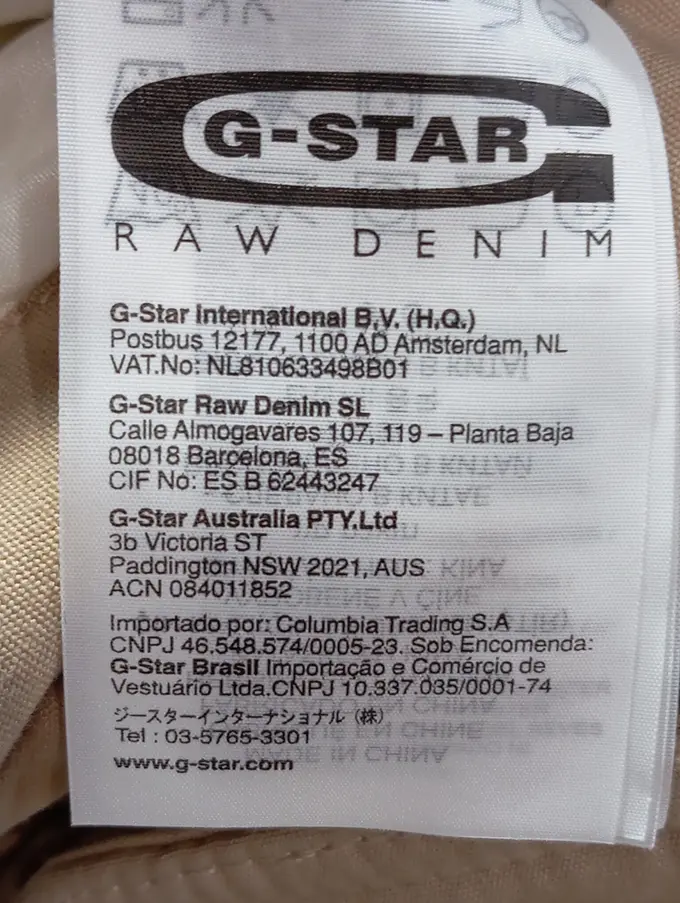 G-STAR
RAW DENIM
G-Star International B.V. (H.Q.)
Postbus 12177, 1100 AD Amsterdam, NL
VAT.No: NL810633498B01
G-Star Raw Denim SL
Calle Almogavares 107, 119 – Planta Baja
08018 Barcelona, ES
CIF No: ES B 62443247
G-Star Australia PTY.Ltd
3b Victoria ST
Paddington NSW 2021, AUS
ACN 084011852
Importado por: Columbia Trading S.A
CNPJ 46.548.574/0005-23. Sob Encomenda:
G-Star Brasil Importação e Comércio de
Vestuário Ltda.CNPJ 10.337.035/0001-74
ジースターインターナショナル（株）
Tel : 03-5765-3301
www.g-star.com
MADE IN CHINA